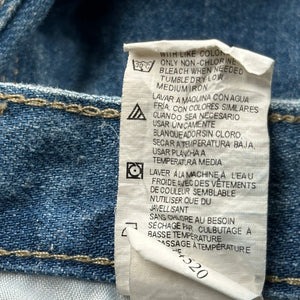 WITH LIKE COLORS
ONLY NON-CHLORINE
BLEACH WHEN NEEDED
TUMBLE DRY LOW
MEDIUM IRON
LAVAR A MAQUINA CON AGUA
FRÍA, CON COLORES SIMILARES
CUANDO SEA NECESARIO
USAR UNICAMENTE
BLANQUEADORSIN CLORO,
SECAR A TEMPERATURA BAJA,
USAR PLANCHA A
TEMPERATURA MEDIA
LAVER À LA MACHINE À L'EAU
FROIDE AVEC DES VÊTEMENTS
DE COULEUR SEMBLABLE
N'UTILISER QUE DU
JAVELLISANT
SANS CHLORE AU BESOIN
SÉCHAGE PAR CULBUTAGE À
BASSE TEMPÉRATURE
REPASSAGE À TEMPÉRATURE
520